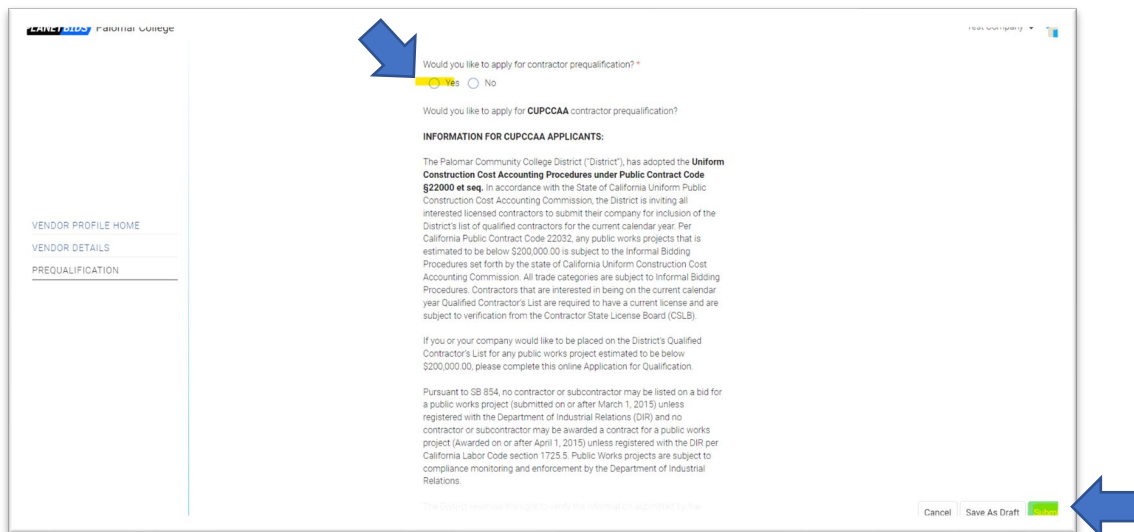 PLANETBIDS Palomar College
Test Company
Would you like to apply for contractor prequalification? *
Yes No
Would you like to apply for CUPCCAA contractor prequalification?
INFORMATION FOR CUPCCAA APPLICANTS:
The Palomar Community College District ("District"), has adopted the Uniform
Construction Cost Accounting Procedures under Public Contract Code
§22000 et seq. In accordance with the State of California Uniform Public
Construction Cost Accounting Commission, the District is inviting all
interested licensed contractors to submit their company for inclusion of the
District's list of qualified contractors for the current calendar year. Per
California Public Contract Code 22032, any public works projects that is
estimated to be below $200,000.00 is subject to the Informal Bidding
Procedures set forth by the state of California Uniform Construction Cost
Accounting Commission. All trade categories are subject to Informal Bidding
Procedures. Contractors that are interested in being on the current calendar
year Qualified Contractor's List are required to have a current license and are
subject to verification from the Contractor State License Board (CSLB).
If you or your company would like to be placed on the District's Qualified
Contractor's List for any public works project estimated to be below
$200,000.00, please complete this online Application for Qualification.
Pursuant to SB 854, no contractor or subcontractor may be listed on a bid for
a public works project (submitted on or after March 1, 2015) unless
registered with the Department of Industrial Relations (DIR) and no
contractor or subcontractor may be awarded a contract for a public works
project (Awarded on or after April 1, 2015) unless registered with the DIR per
California Labor Code section 1725.5. Public Works projects are subject to
compliance monitoring and enforcement by the Department of Industrial
Relations.
VENDOR PROFILE HOME
VENDOR DETAILS
PREQUALIFICATION
Cancel Save As Draft Submit